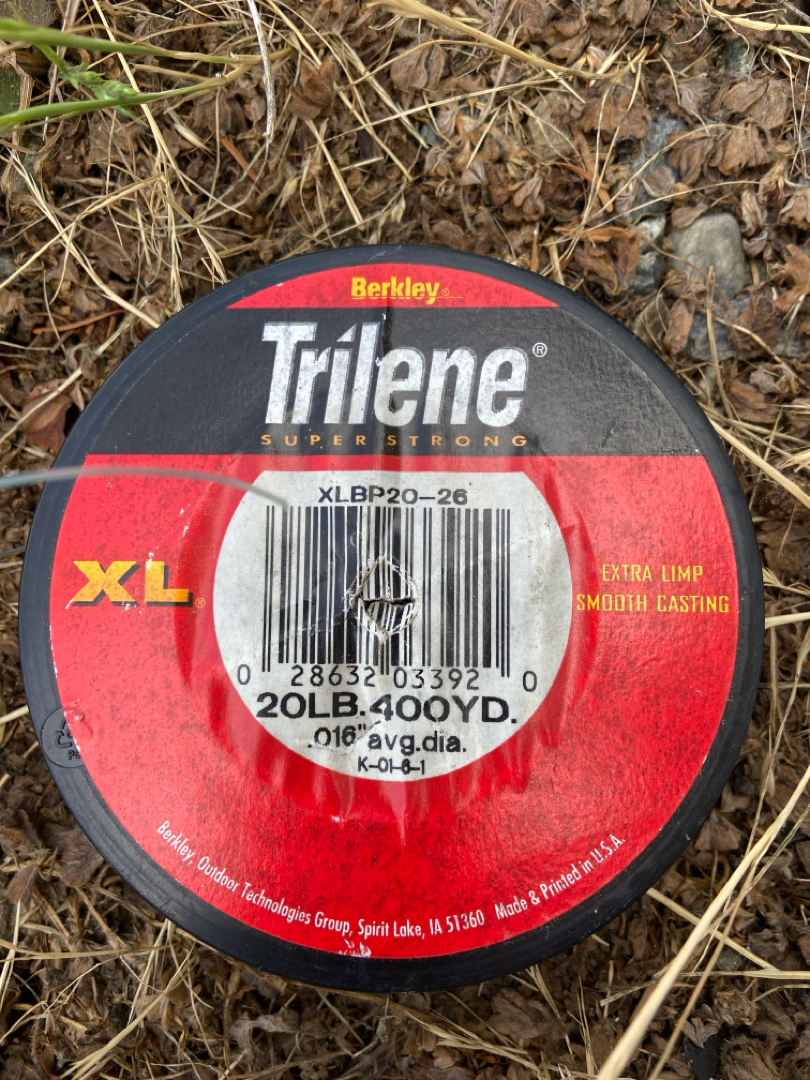 Berkley®
Trilene®
SUPER STRONG
XLBP20-26
XL®
EXTRA LIMP
SMOOTH CASTING
0 28632 03392 0
20LB. 400YD.
.016" avg.dia.
K-01-6-1
Berkley, Outdoor Technologies Group, Spirit Lake, IA 51360 Made & Printed in U.S.A.